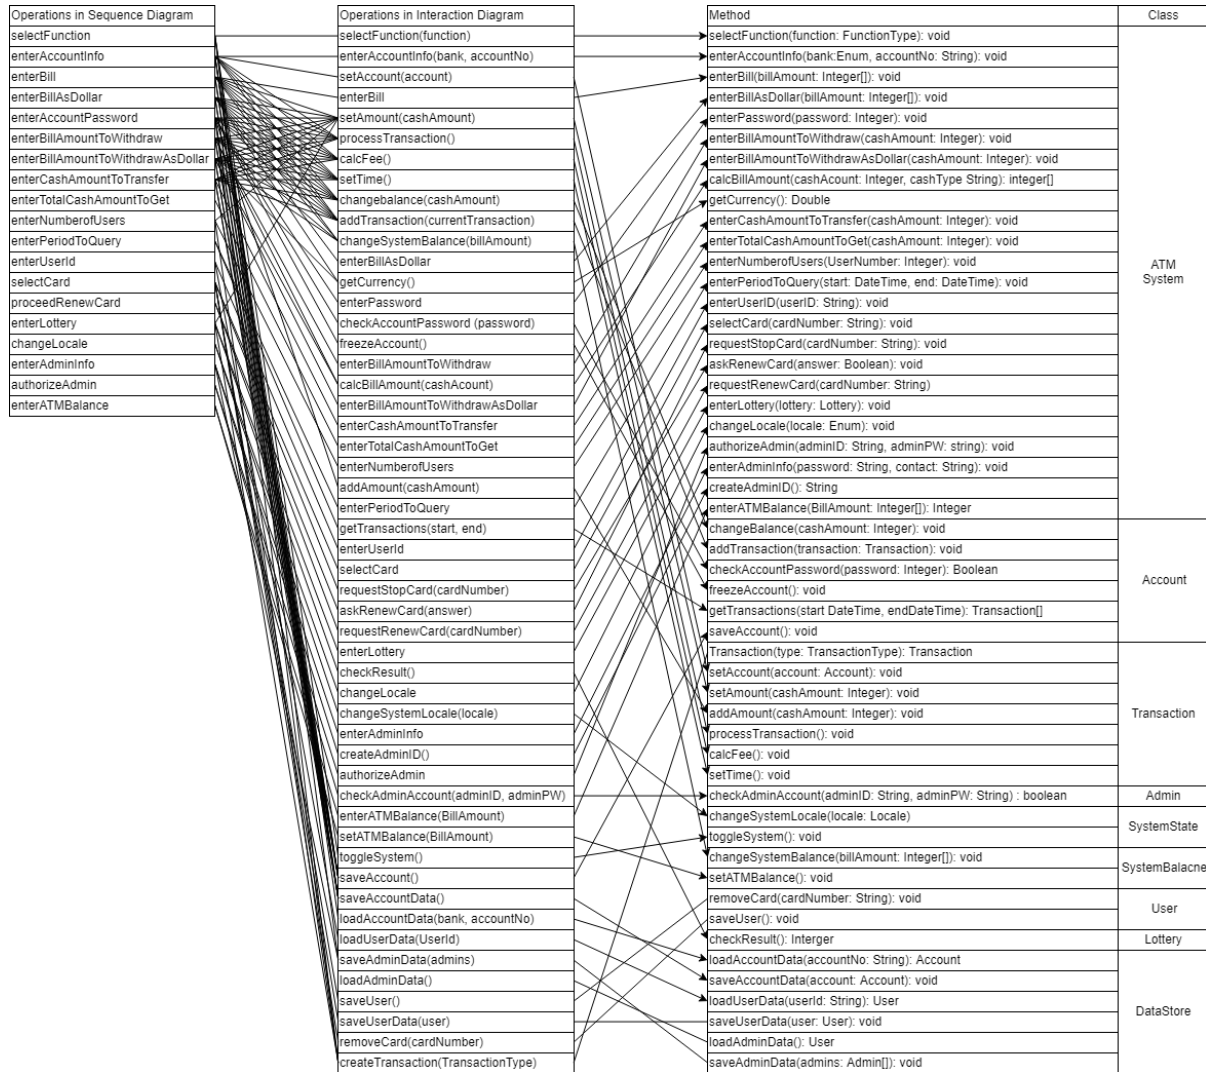 Operations in Sequence Diagram
selectFunction
enterAccountInfo
enterBill
enterBillAsDollar
enterAccountPassword
enterBillAmountToWithdraw
enterBillAmountToWithdrawAsDollar
enterCashAmountToTransfer
enterTotalCashAmountToGet
enterNumberofUsers
enterPeriodToQuery
enterUserId
selectCard
proceedRenewCard
enterLottery
changeLocale
enterAdminInfo
authorizeAdmin
enterATMBalance
Operations in Interaction Diagram
selectFunction(function)
enterAccountInfo(bank, accountNo)
setAccount(account)
enterBill
setAmount(cashAmount)
processTransaction()
calcFee()
setTime()
changebalance(cashAmount)
addTransaction(currentTransaction)
changeSystemBalance(billAmount)
enterBillAsDollar
getCurrency()
enterPassword
checkAccountPassword (password)
freezeAccount()
enterBillAmountToWithdraw
calcBillAmount(cashAcount)
enterBillAmountToWithdrawAsDollar
enterCashAmountToTransfer
enterTotalCashAmountToGet
enterNumberofUsers
addAmount(cashAmount)
enterPeriodToQuery
getTransactions(start, end)
enterUserId
selectCard
requestStopCard(cardNumber)
askRenewCard(answer)
requestRenewCard(cardNumber)
enterLottery
checkResult()
changeLocale
changeSystemLocale(locale)
enterAdminInfo
createAdminID()
authorizeAdmin
checkAdminAccount(adminID, adminPW)
enterATMBalance(BillAmount)
setATMBalance(BillAmount)
toggleSystem()
saveAccount()
saveAccountData()
loadAccountData(bank, accountNo)
loadUserData(UserId)
saveAdminData(admins)
loadAdminData()
saveUser()
saveUserData(user)
removeCard(cardNumber)
createTransaction(TransactionType)
Method
selectFunction(function: FunctionType): void
enterAccountInfo(bank:Enum, accountNo: String): void
enterBill(billAmount: Integer[]): void
enterBillAsDollar(billAmount: Integer[]): void
enterPassword(password: Integer): void
enterBillAmountToWithdraw(cashAmount: Integer): void
enterBillAmountToWithdrawAsDollar(cashAmount: Integer): void
calcBillAmount(cashAcount: Integer, cashType String): integer[]
getCurrency(): Double
enterCashAmountToTransfer(cashAmount: Integer): void
enterTotalCashAmountToGet(cashAmount: Integer): void
enterNumberofUsers(UserNumber: Integer): void
enterPeriodToQuery(start: DateTime, end: DateTime): void
enterUserID(userID: String): void
selectCard(cardNumber: String): void
requestStopCard(cardNumber: String): void
askRenewCard(answer: Boolean): void
requestRenewCard(cardNumber: String)
enterLottery(lottery: Lottery): void
changeLocale(locale: Enum): void
authorizeAdmin(adminID: String, adminPW: string): void
enterAdminInfo(password: String, contact: String): void
createAdminID(): String
enterATMBalance(BillAmount: Integer[]): Integer
changeBalance(cashAmount: Integer): void
addTransaction(transaction: Transaction): void
checkAccountPassword(password: Integer): Boolean
freezeAccount(): void
getTransactions(start DateTime, endDateTime): Transaction[]
saveAccount(): void
Transaction(type: TransactionType): Transaction
setAccount(account: Account): void
setAmount(cashAmount: Integer): void
addAmount(cashAmount: Integer): void
processTransaction(): void
calcFee(): void
setTime(): void
checkAdminAccount(adminID: String, adminPW: String) : boolean
changeSystemLocale(locale: Locale)
toggleSystem(): void
changeSystemBalance(billAmount: Integer[]): void
setATMBalance(): void
removeCard(cardNumber: String): void
saveUser(): void
checkResult(): Interger
loadAccountData(accountNo: String): Account
saveAccountData(account: Account): void
loadUserData(userId: String): User
saveUserData(user: User): void
loadAdminData(): User
saveAdminData(admins: Admin[]): void
Class
ATM
System
Account
Transaction
Admin
SystemState
SystemBalacne
User
Lottery
DataStore